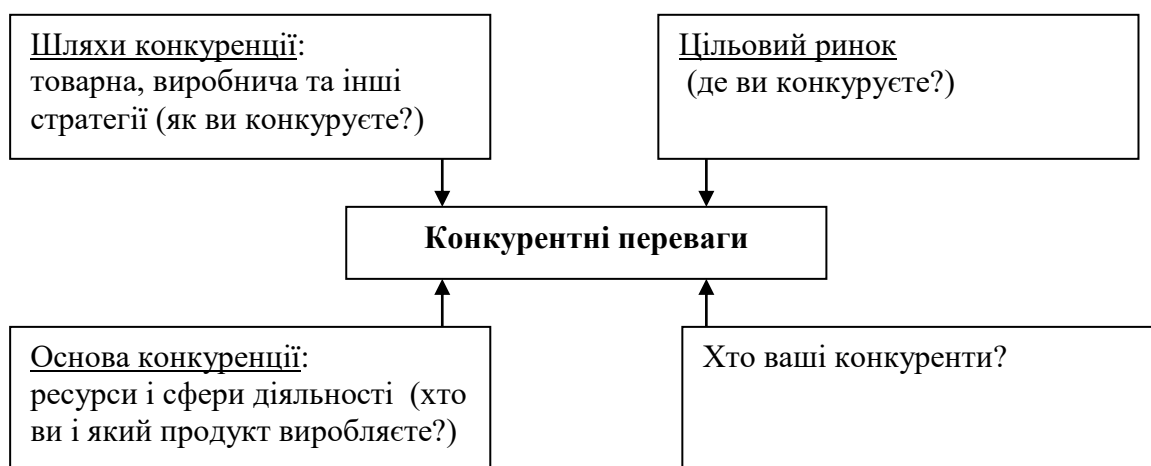 Шляхи конкуренції:
товарна, виробнича та інші
стратегії (як ви конкуруєте?)
Цільовий ринок
(де ви конкуруєте?)
Конкурентні переваги
Основа конкуренції:
ресурси і сфери діяльності (хто
ви і який продукт виробляєте?)
Хто ваші конкуренти?